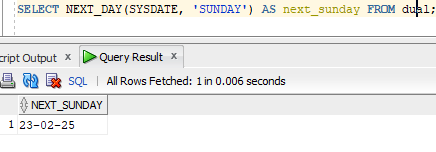 SELECT NEXT_DAY(SYSDATE, 'SUNDAY') AS next_sunday FROM dual;
cript Output x Query Result x
SQL All Rows Fetched: 1 in 0.006 seconds
NEXT_SUNDAY
1 23-02-25